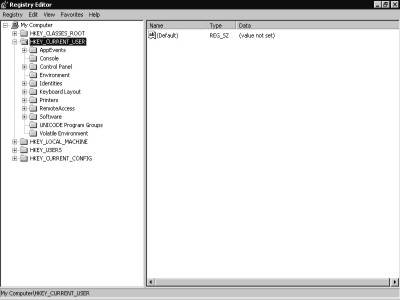 Registry Editor
Registry Edit View Favorites Help
My Computer
HKEY_CLASSES_ROOT
HKEY_CURRENT_USER
AppEvents
Console
Control Panel
Environment
Identities
Keyboard Layout
Printers
RemoteAccess
Software
UNICODE Program Groups
Volatile Environment
HKEY_LOCAL_MACHINE
HKEY_USERS
HKEY_CURRENT_CONFIG
Name Type Data
ab (Default) REG_SZ (value not set)
My Computer\HKEY_CURRENT_USER